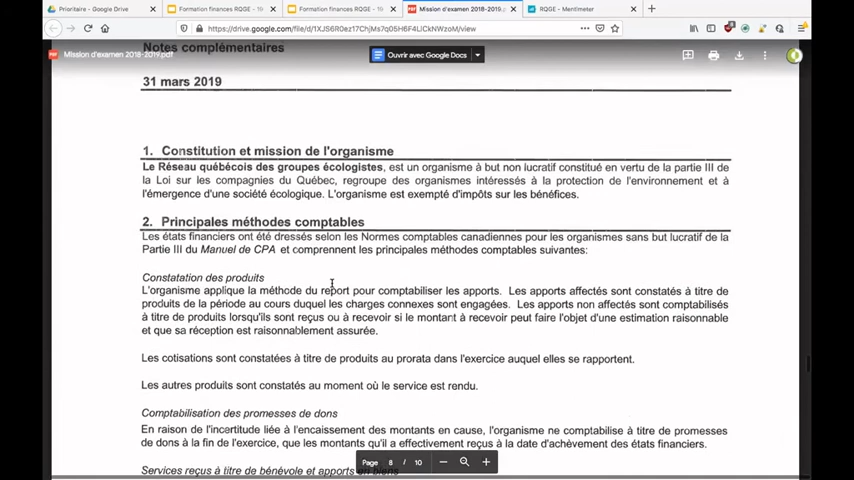 Prioritaire - Google Drive
Formation finances RQGE - 10
Formation finances RQGE - 10
Mission d'examen 2018-2019.pdf
RQGE - Mentimeter
Notes complémentaires
Mission d'examen 2018-2019.pdf
Ouvrir avec Google Docs
31 mars 2019
1. Constitution et mission de l'organisme
Le Réseau québécois des groupes écologistes, est un organisme à but non lucratif constitué en vertu de la partie III de
la Loi sur les compagnies du Québec, regroupe des organismes intéressés à la protection de l'environnement et à
l'émergence d'une société écologique. L'organisme est exempté d'impôts sur les bénéfices.
2. Principales méthodes comptables
Les états financiers ont été dressés selon les Normes comptables canadiennes pour les organismes sans but lucratif de la
Partie III du Manuel de CPA et comprennent les principales méthodes comptables suivantes:
Constatation des produits
L'organisme applique la méthode du report pour comptabiliser les apports. Les apports affectés sont constatés à titre de
produits de la période au cours duquel les charges connexes sont engagées. Les apports non affectés sont comptabilisés
à titre de produits lorsqu'ils sont reçus ou à recevoir si le montant à recevoir peut faire l'objet d'une estimation raisonnable
et que sa réception est raisonnablement assurée.
Les cotisations sont constatées à titre de produits au prorata dans l'exercice auquel elles se rapportent.
Les autres produits sont constatés au moment où le service est rendu.
Comptabilisation des promesses de dons
En raison de l'incertitude liée à l'encaissement des montants en cause, l'organisme ne comptabilise à titre de promesses
de dons à la fin de l'exercice, que les montants qu'il a effectivement reçus à la date d'achèvement des états financiers.
Services reçus à titre de bénévole et apports en biens
Page 8 / 10